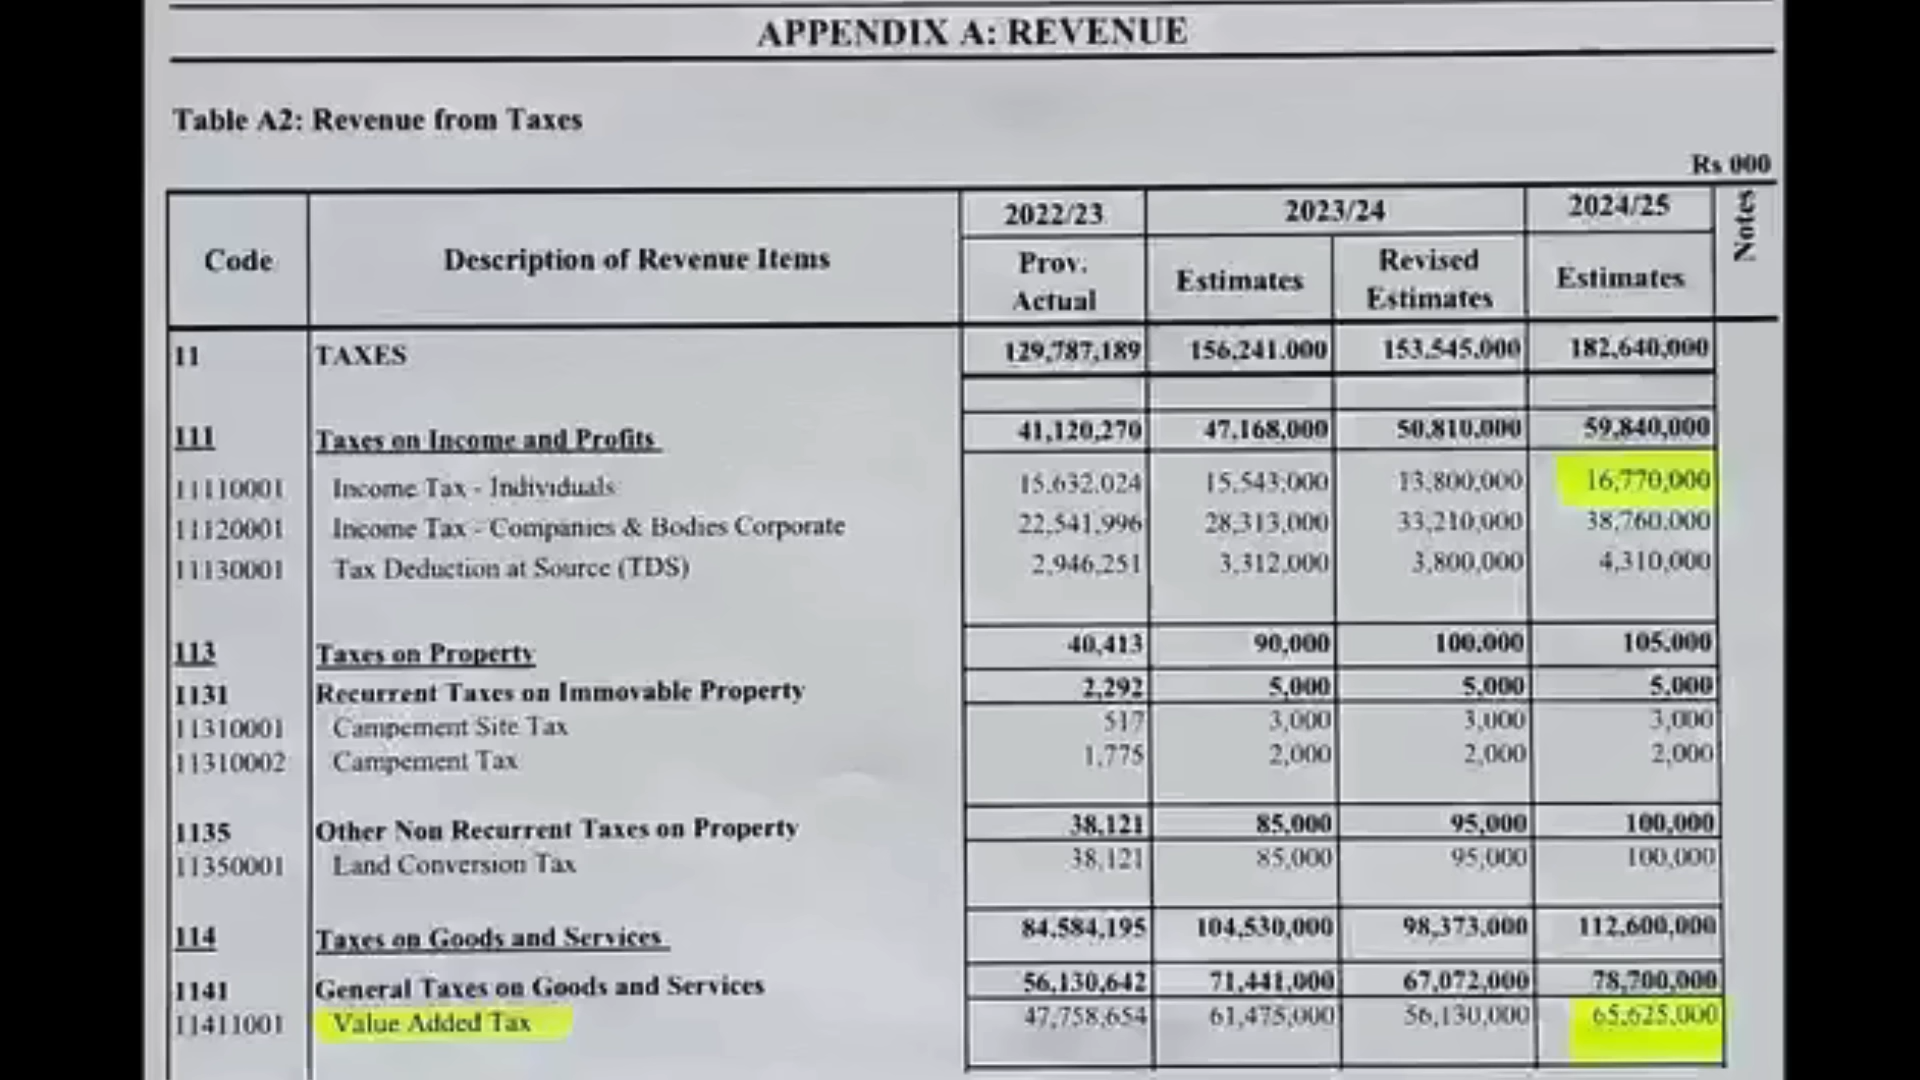 APPENDIX A: REVENUE
Table A2: Revenue from Taxes
Rs 000
Code Description of Revenue Items 2022/23 2023/24 2024/25 Notes
Prov. Actual Estimates Revised Estimates Estimates
11 TAXES 129,787,189 156,241.000 153,545,000 182,640,000
111 Taxes on Income and Profits 41,120,270 47,168,000 50,810,000 59,840,000
11110001 Income Tax - Individuals 15,632,024 15,543,000 13,800,000 16,770,000
11120001 Income Tax - Companies & Bodies Corporate 22,541,996 28,313,000 33,210,000 38,760,000
11130001 Tax Deduction at Source (TDS) 2,946,251 3,312,000 3,800,000 4,310,000
113 Taxes on Property 40,413 90,000 100,000 105,000
1131 Recurrent Taxes on Immovable Property 2,292 5,000 5,000 5,000
11310001 Campement Site Tax 517 3,000 3,000 3,000
11310002 Campement Tax 1,775 2,000 2,000 2,000
1135 Other Non Recurrent Taxes on Property 38,121 85,000 95,000 100,000
11350001 Land Conversion Tax 38,121 85,000 95,000 100,000
114 Taxes on Goods and Services 84,584,195 104,530,000 98,373,000 112,600,000
1141 General Taxes on Goods and Services 56,130,642 71,441,000 67,072,000 78,700,000
11411001 Value Added Tax 47,758,654 61,475,000 56,130,000 65,625,000